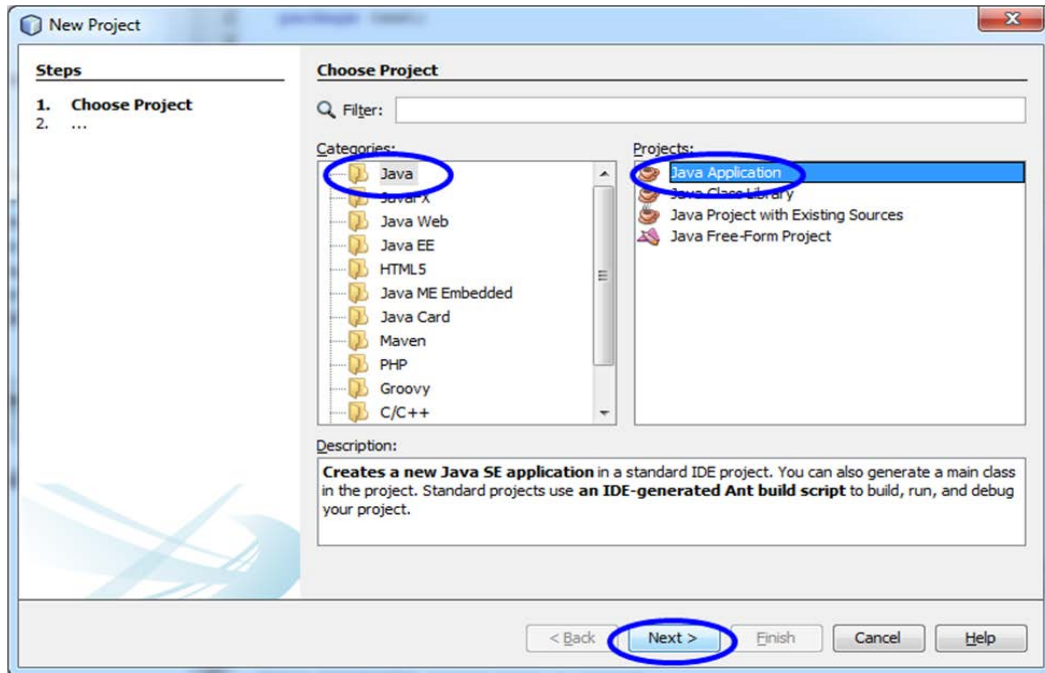 New Project
Steps
1. Choose Project
2. ...
Choose Project
Filter:
Categories:
Java
JavaFX
Java Web
Java EE
HTML5
Java ME Embedded
Java Card
Maven
PHP
Groovy
C/C++
Projects:
Java Application
Java Class Library
Java Project with Existing Sources
Java Free-Form Project
Description:
Creates a new Java SE application in a standard IDE project. You can also generate a main class
in the project. Standard projects use an IDE-generated Ant build script to build, run, and debug
your project.
< Back
Next >
Finish
Cancel
Help